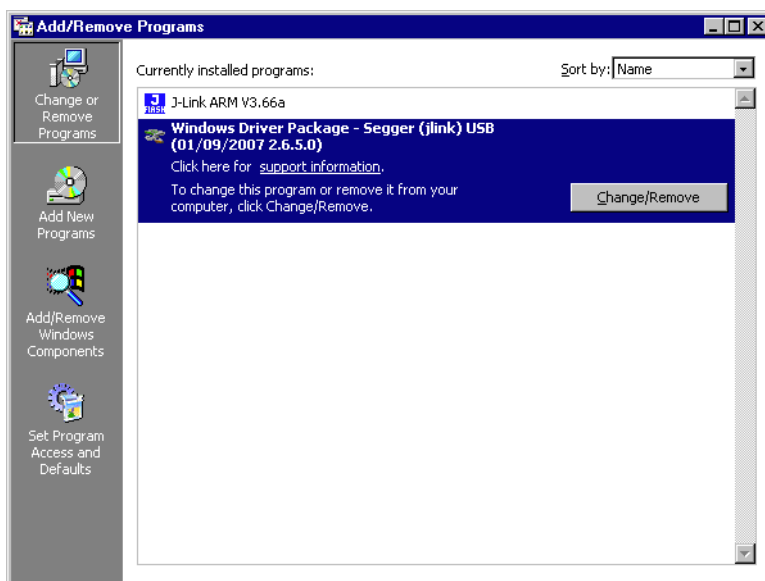 Add/Remove Programs
Change or
Remove
Programs
Add New
Programs
Add/Remove
Windows
Components
Set Program
Access and
Defaults
Currently installed programs:
Sort by: Name
J FLASH
J-Link ARM V3.66a
Windows Driver Package - Segger (jlink) USB
(01/09/2007 2.6.5.0)
Click here for support information.
To change this program or remove it from your
computer, click Change/Remove.
Change/Remove